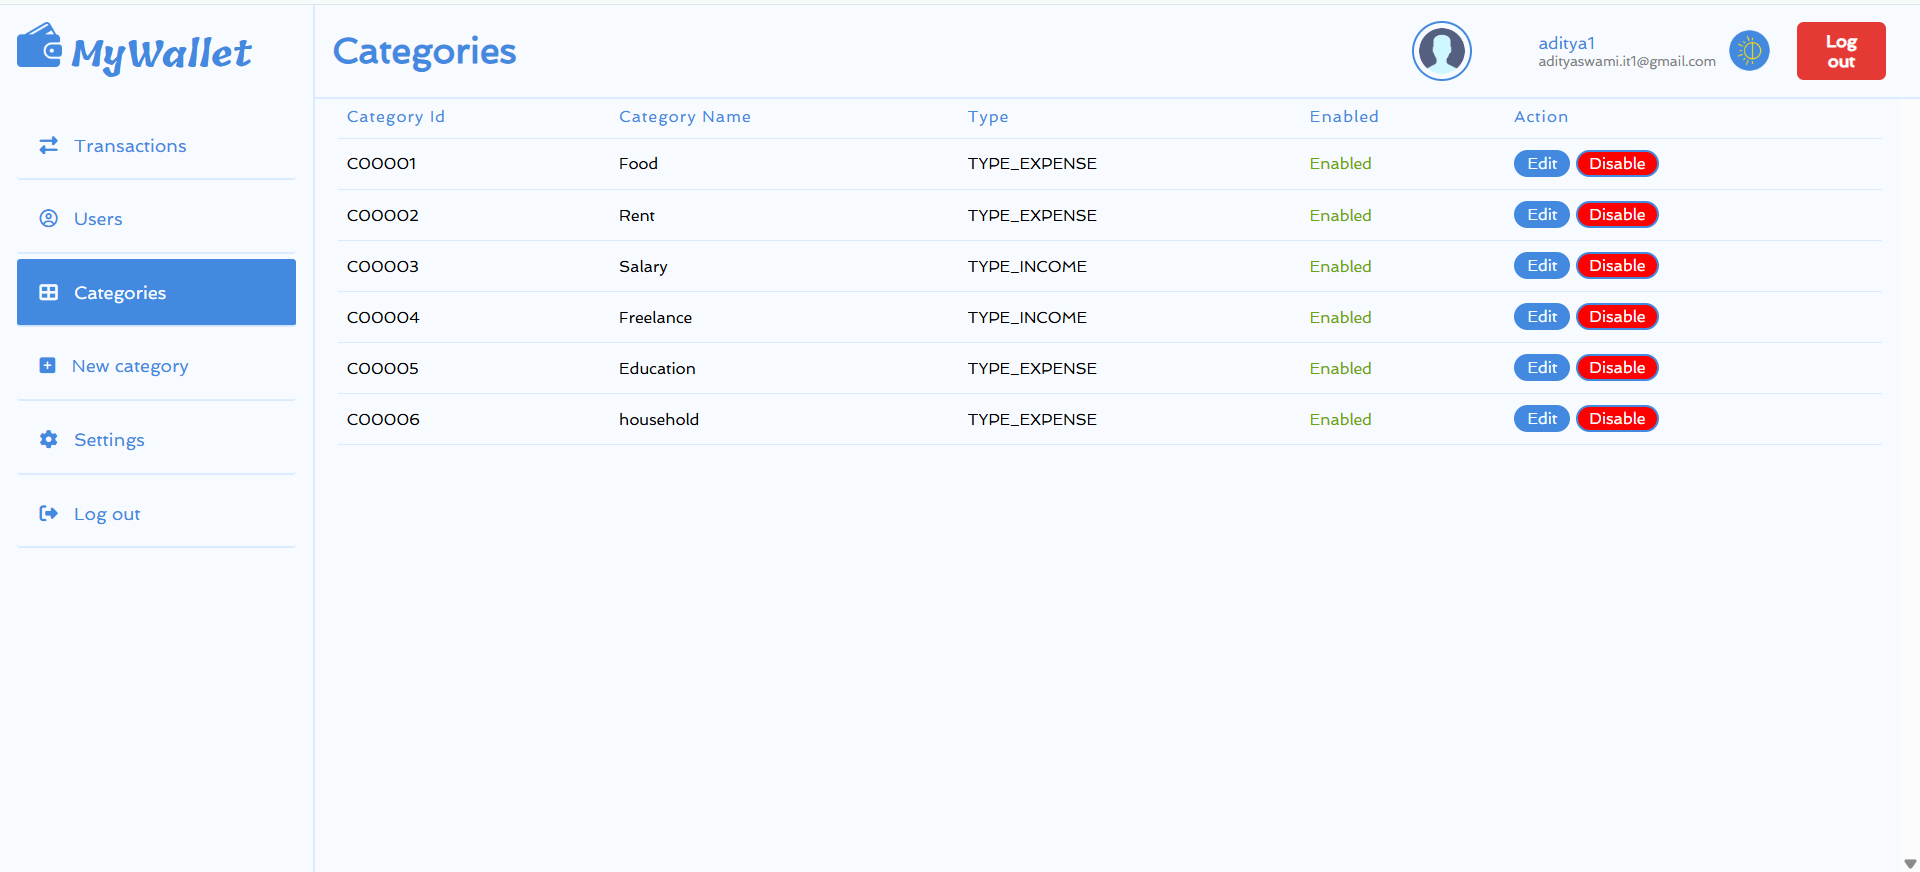 MyWallet
Categories
aditya1
adityaswami.it1@gmail.com
Log
out
Transactions
Users
Categories
New category
Settings
Log out
Category Id Category Name Type Enabled Action
C00001 Food TYPE_EXPENSE Enabled Edit Disable
C00002 Rent TYPE_EXPENSE Enabled Edit Disable
C00003 Salary TYPE_INCOME Enabled Edit Disable
C00004 Freelance TYPE_INCOME Enabled Edit Disable
C00005 Education TYPE_EXPENSE Enabled Edit Disable
C00006 household TYPE_EXPENSE Enabled Edit Disable